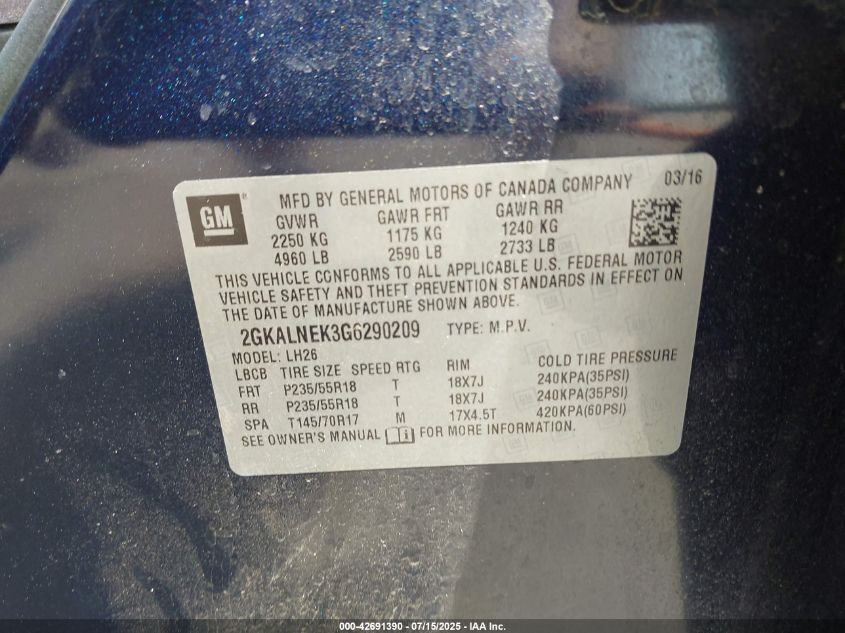 GM
MFD BY GENERAL MOTORS OF CANADA COMPANY 03/16
GVWR GAWR FRT GAWR RR
2250 KG 1175 KG 1240 KG
4960 LB 2590 LB 2733 LB
THIS VEHICLE CONFORMS TO ALL APPLICABLE U.S. FEDERAL MOTOR
VEHICLE SAFETY AND THEFT PREVENTION STANDARDS IN EFFECT ON
THE DATE OF MANUFACTURE SHOWN ABOVE.
2GKALNEK3G6290209 TYPE: M.P.V.
MODEL: LH26
LBCB TIRE SIZE SPEED RTG RIM COLD TIRE PRESSURE
FRT P235/55R18 T 18X7J 240KPA(35PSI)
RR P235/55R18 T 18X7J 240KPA(35PSI)
SPA T145/70R17 M 17X4.5T 420KPA(60PSI)
SEE OWNER'S MANUAL FOR MORE INFORMATION.
000-42691390 - 07/15/2025 - IAA Inc.